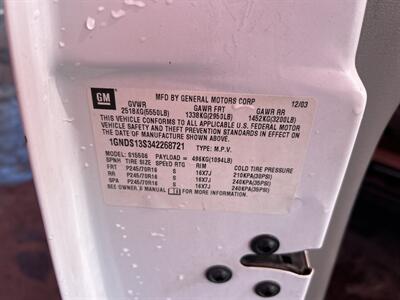 GM
MFD BY GENERAL MOTORS CORP 12/03
GVWR GAWR FRT GAWR RR
2518KG(5550LB) 1338KG(2950LB) 1452KG(3200LB)
THIS VEHICLE CONFORMS TO ALL APPLICABLE U.S. FEDERAL MOTOR
VEHICLE SAFETY AND THEFT PREVENTION STANDARDS IN EFFECT ON
THE DATE OF MANUFACTURE SHOWN ABOVE.
1GNDS13S342268721 TYPE: M.P.V.
MODEL: S15506 PAYLOAD = 496KG(1094LB)
TIRE SIZE SPEED RTG RIM COLD TIRE PRESSURE
FRT P245/70R16 S 16X7J 210KPA(30PSI)
RR P245/70R16 S 16X7J 240KPA(35PSI)
SPA P245/70R16 S 16X7J 240KPA(35PSI)
SEE OWNER'S MANUAL FOR MORE INFORMATION.